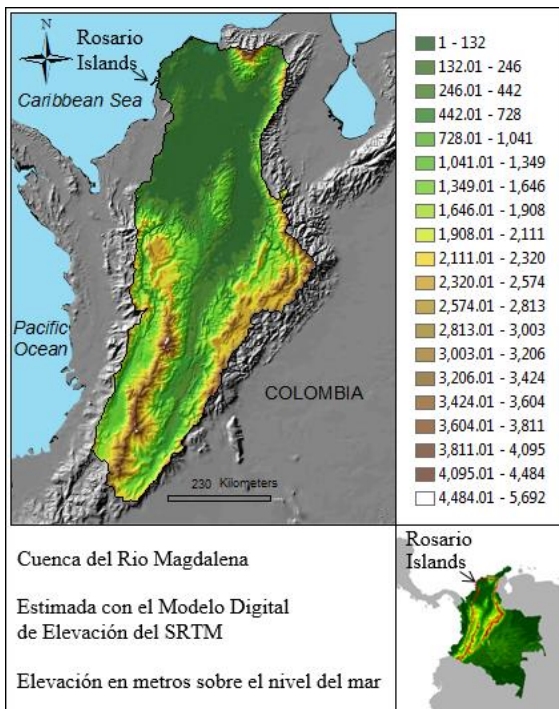 N
Rosario
Islands
Caribbean Sea
Pacific
Ocean
COLOMBIA
230 Kilometers
1 - 132
132.01 - 246
246.01 - 442
442.01 - 728
728.01 - 1,041
1,041.01 - 1,349
1,349.01 - 1,646
1,646.01 - 1,908
1,908.01 - 2,111
2,111.01 - 2,320
2,320.01 - 2,574
2,574.01 - 2,813
2,813.01 - 3,003
3,003.01 - 3,206
3,206.01 - 3,424
3,424.01 - 3,604
3,604.01 - 3,811
3,811.01 - 4,095
4,095.01 - 4,484
4,484.01 - 5,692
Cuenca del Rio Magdalena
Estimada con el Modelo Digital
de Elevación del SRTM
Elevación en metros sobre el nivel del mar
Rosario
Islands